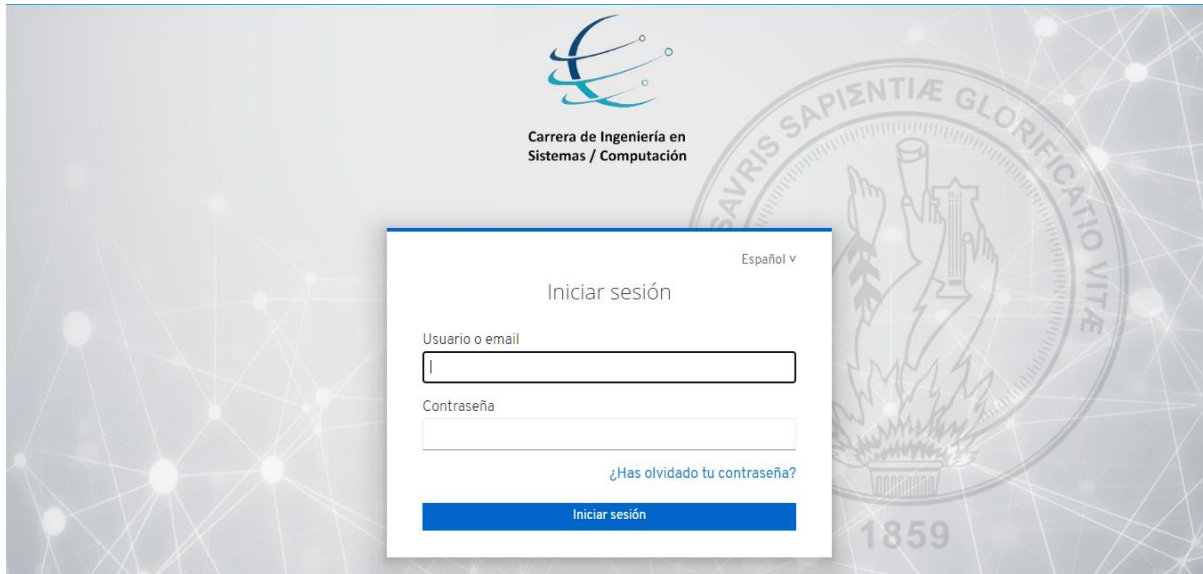 Carrera de Ingeniería en
Sistemas / Computación
SAVRIS SAPIENTIÆ GLORIFICATIO VITÆ
Español v
Iniciar sesión
Usuario o email
Contraseña
¿Has olvidado tu contraseña?
Iniciar sesión
1859